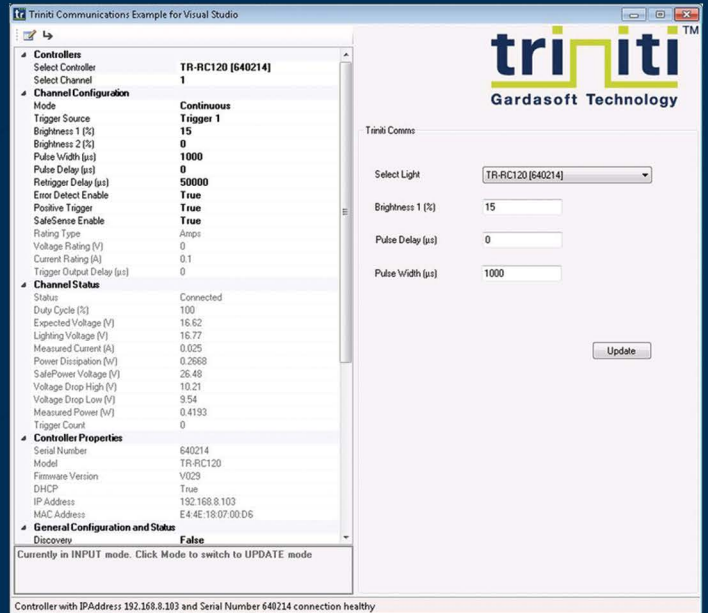 Triniti Communications Example for Visual Studio
Controllers
Select Controller TR-RC120 [640214]
Select Channel 1
Channel Configuration
Mode Continuous
Trigger Source Trigger 1
Brightness 1 (%) 15
Brightness 2 (%) 0
Pulse Width (µs) 1000
Pulse Delay (µs) 0
Retrigger Delay (µs) 50000
Error Detect Enable True
Positive Trigger True
SafeSense Enable True
Rating Type Amps
Voltage Rating (V) 0
Current Rating (A) 0.1
Trigger Output Delay (µs) 0
Channel Status
Status Connected
Duty Cycle (%) 100
Expected Voltage (V) 16.62
Lighting Voltage (V) 16.77
Measured Current (A) 0.025
Power Dissipation (W) 0.2668
SafePower Voltage (V) 26.48
Voltage Drop High (V) 10.21
Voltage Drop Low (V) 9.54
Measured Power (W) 0.4193
Trigger Count 0
Controller Properties
Serial Number 640214
Model TR-RC120
Firmware Version V029
DHCP True
IP Address 192.168.8.103
MAC Address E4:4E:18:07:00:D6
General Configuration and Status
Discovery False
Currently in INPUT mode. Click Mode to switch to UPDATE mode
triniti TM
Gardasoft Technology
Triniti Comms
Select Light TR-RC120 [640214]
Brightness 1 (%) 15
Pulse Delay (µs) 0
Pulse Width (µs) 1000
Update
Controller with IPAddress 192.168.8.103 and Serial Number 640214 connection healthy